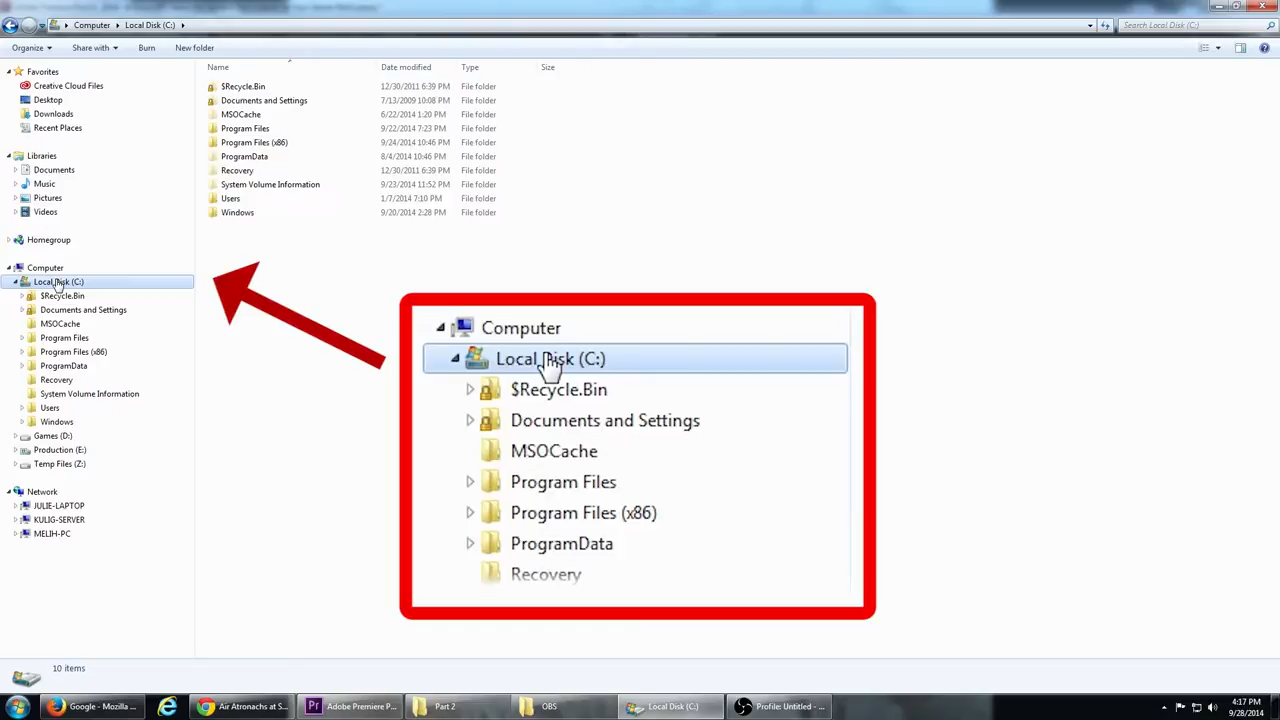 Computer Local Disk (C:)
Search Local Disk (C:)
Organize Share with Burn New folder
Name Date modified Type Size
$Recycle.Bin 12/30/2011 6:39 PM File folder
Documents and Settings 7/13/2009 10:08 PM File folder
MSOCache 6/22/2014 1:20 PM File folder
Program Files 9/22/2014 7:23 PM File folder
Program Files (x86) 9/24/2014 10:46 PM File folder
ProgramData 8/4/2014 10:46 PM File folder
Recovery 12/30/2011 6:39 PM File folder
System Volume Information 9/23/2014 11:52 PM File folder
Users 1/7/2014 7:10 PM File folder
Windows 9/20/2014 2:28 PM File folder
Favorites
Creative Cloud Files
Desktop
Downloads
Recent Places
Libraries
Documents
Music
Pictures
Videos
Homegroup
Computer
Local Disk (C:)
$Recycle.Bin
Documents and Settings
MSOCache
Program Files
Program Files (x86)
ProgramData
Recovery
System Volume Information
Users
Windows
Games (D:)
Production (E:)
Temp Files (Z:)
Network
JULIE-LAPTOP
KULIG-SERVER
MELIH-PC
Computer
Local Disk (C:)
$Recycle.Bin
Documents and Settings
MSOCache
Program Files
Program Files (x86)
ProgramData
Recovery
10 items
Google - Mozilla ... Air Atronachs at S... Adobe Premiere P... Part 2 OBS Local Disk (C:) Profile: Untitled - ...
4:17 PM
9/28/2014